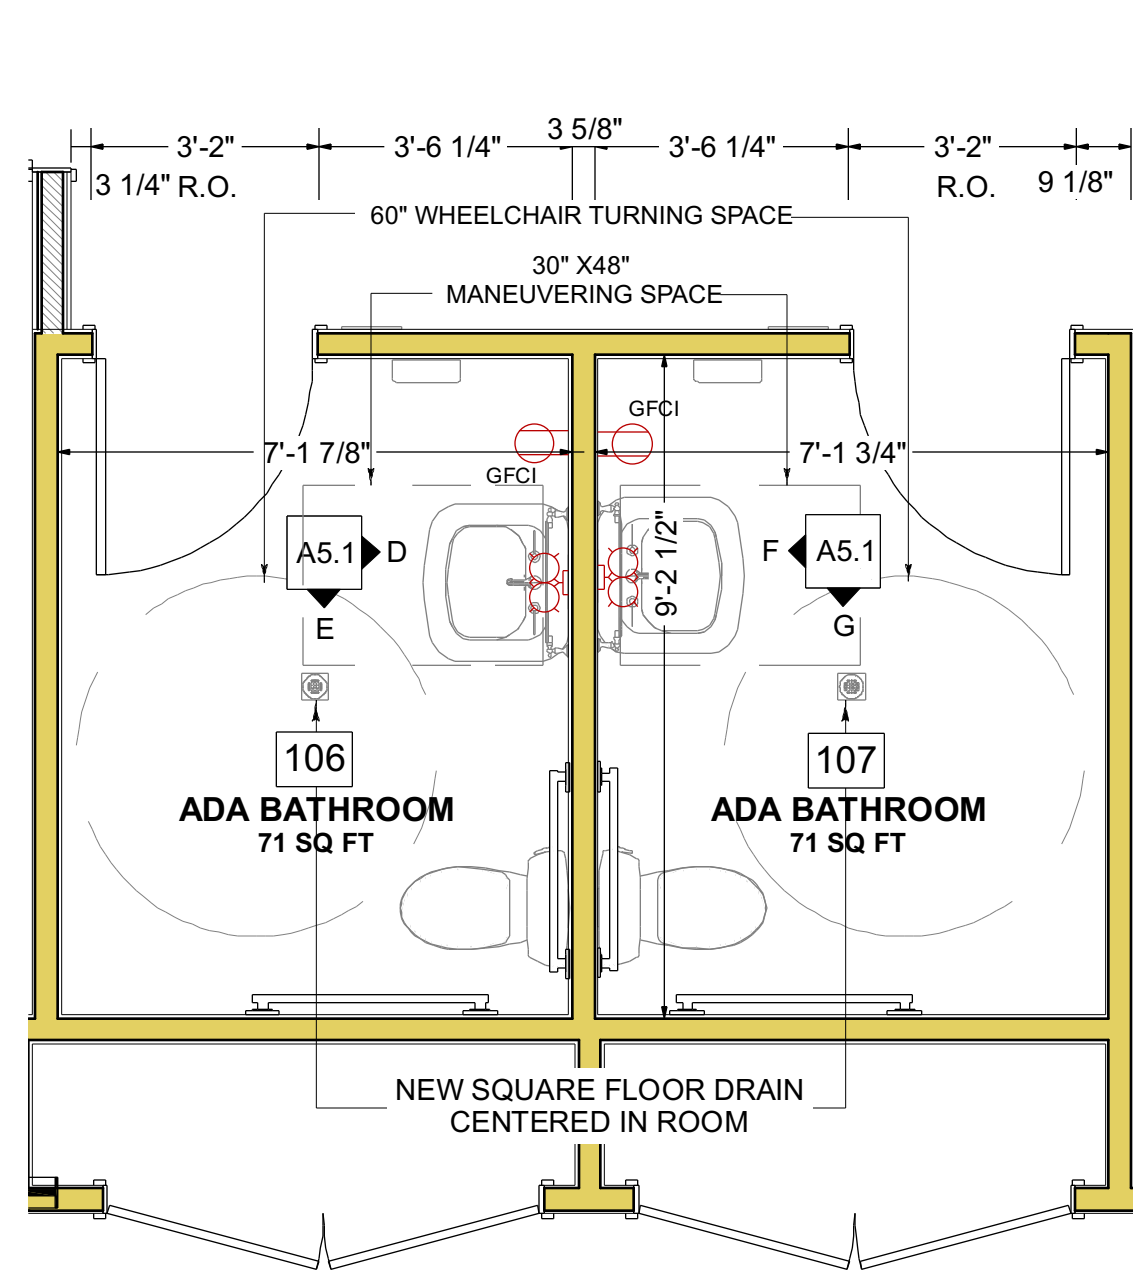 3 5/8"
3'-2"
3'-6 1/4"
3'-6 1/4"
3'-2"
3 1/4"
R.O.
R.O.
9 1/8"
60" WHEELCHAIR TURNING SPACE
30" X48"
MANEUVERING SPACE
GFCI
7'-1 7/8"
7'-1 3/4"
GFCI
A5.1
D
E
9'-2 1/2"
F
A5.1
G
106
ADA BATHROOM
71 SQ FT
107
ADA BATHROOM
71 SQ FT
NEW SQUARE FLOOR DRAIN
CENTERED IN ROOM